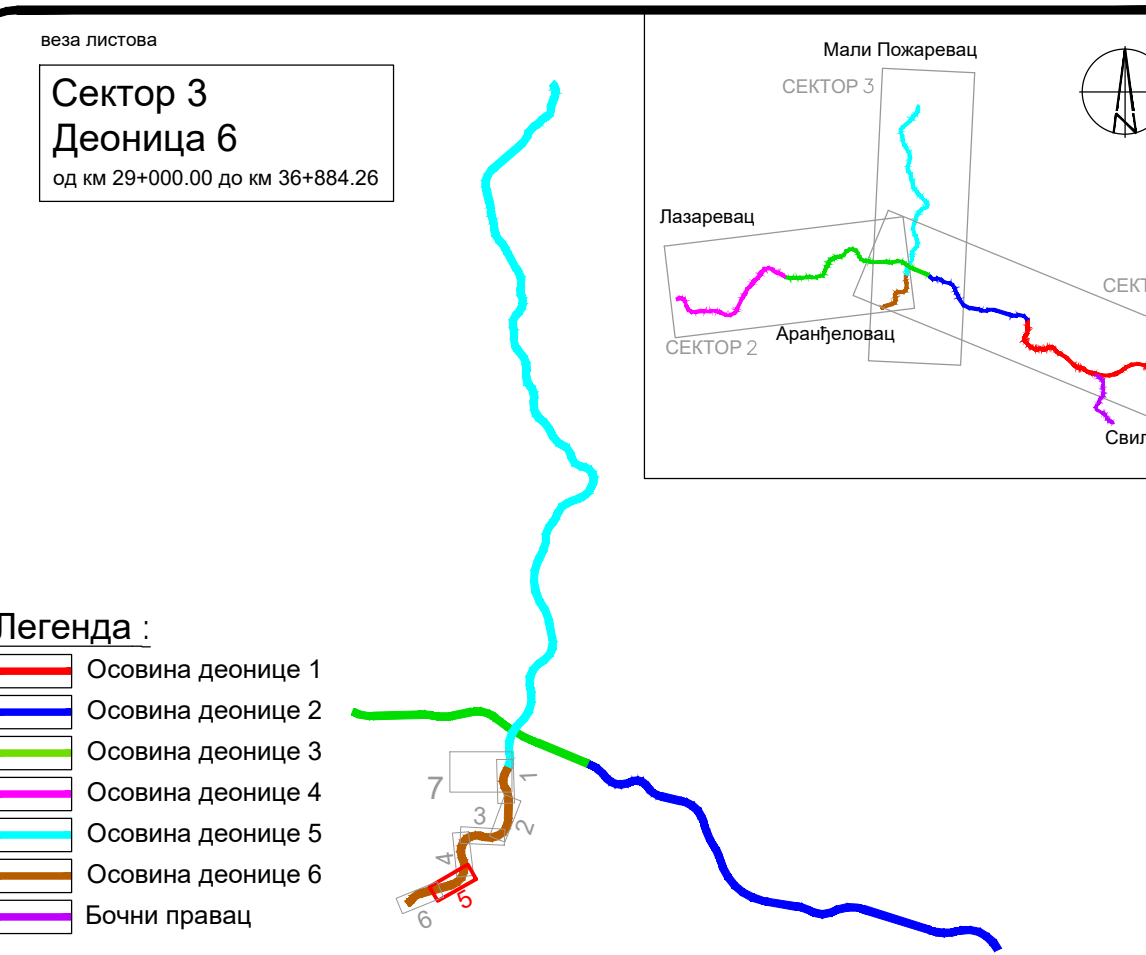 веза листова
Сектор 3
Деоница 6
од км 29+000.00 до км 36+884.26
Мали Пожаревац
СЕКТОР 3
N
Лазаревац
СЕКТ
СЕКТОР 2
Аранђеловац
Свил
Легенда :
Осовина деонице 1
Осовина деонице 2
Осовина деонице 3
Осовина деонице 4
Осовина деонице 5
Осовина деонице 6
Бочни правац
7
1
2
3
4
5
6